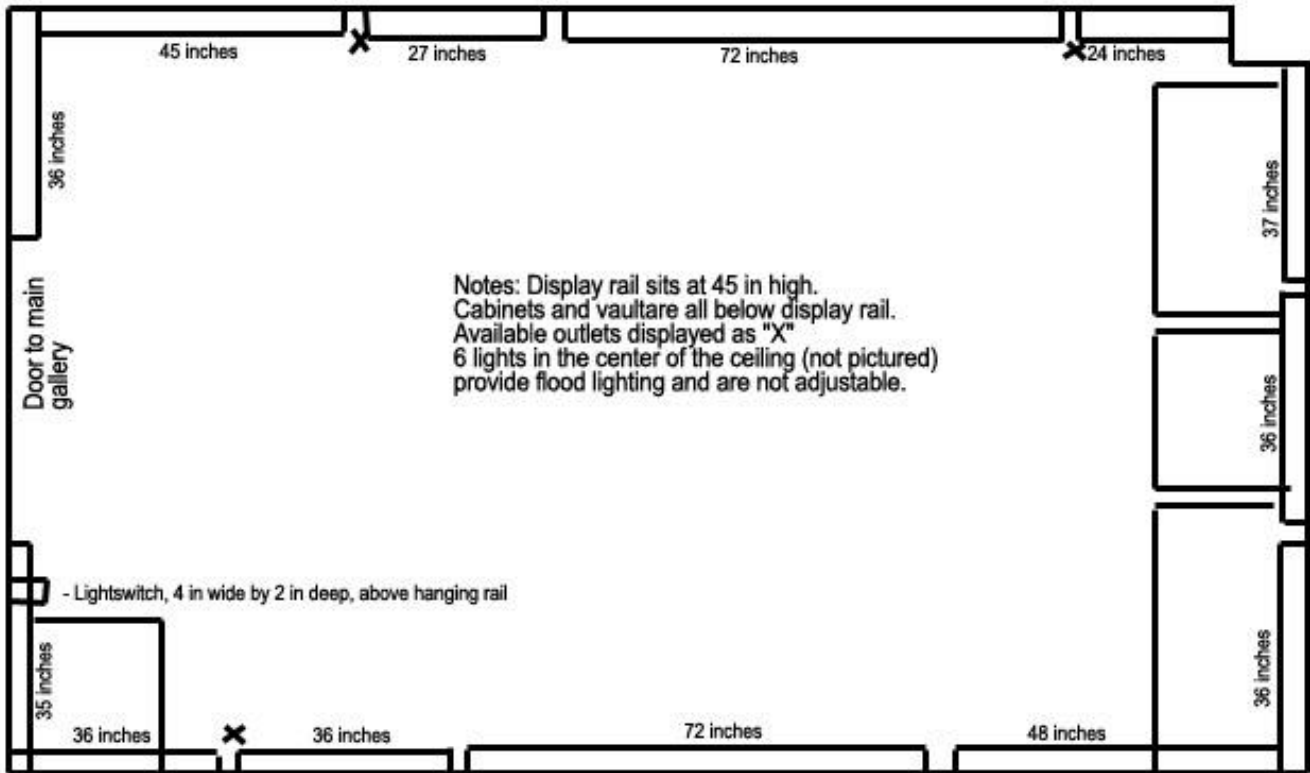 45 inches
27 inches
72 inches
24 inches
36 inches
37 inches
Notes: Display rail sits at 45 in high.
Cabinets and vaultare all below display rail.
Available outlets displayed as "X"
6 lights in the center of the ceiling (not pictured)
provide flood lighting and are not adjustable.
Door to main
gallery
36 inches
- Lightswitch, 4 in wide by 2 in deep, above hanging rail
35 inches
36 inches
36 inches
36 inches
72 inches
48 inches